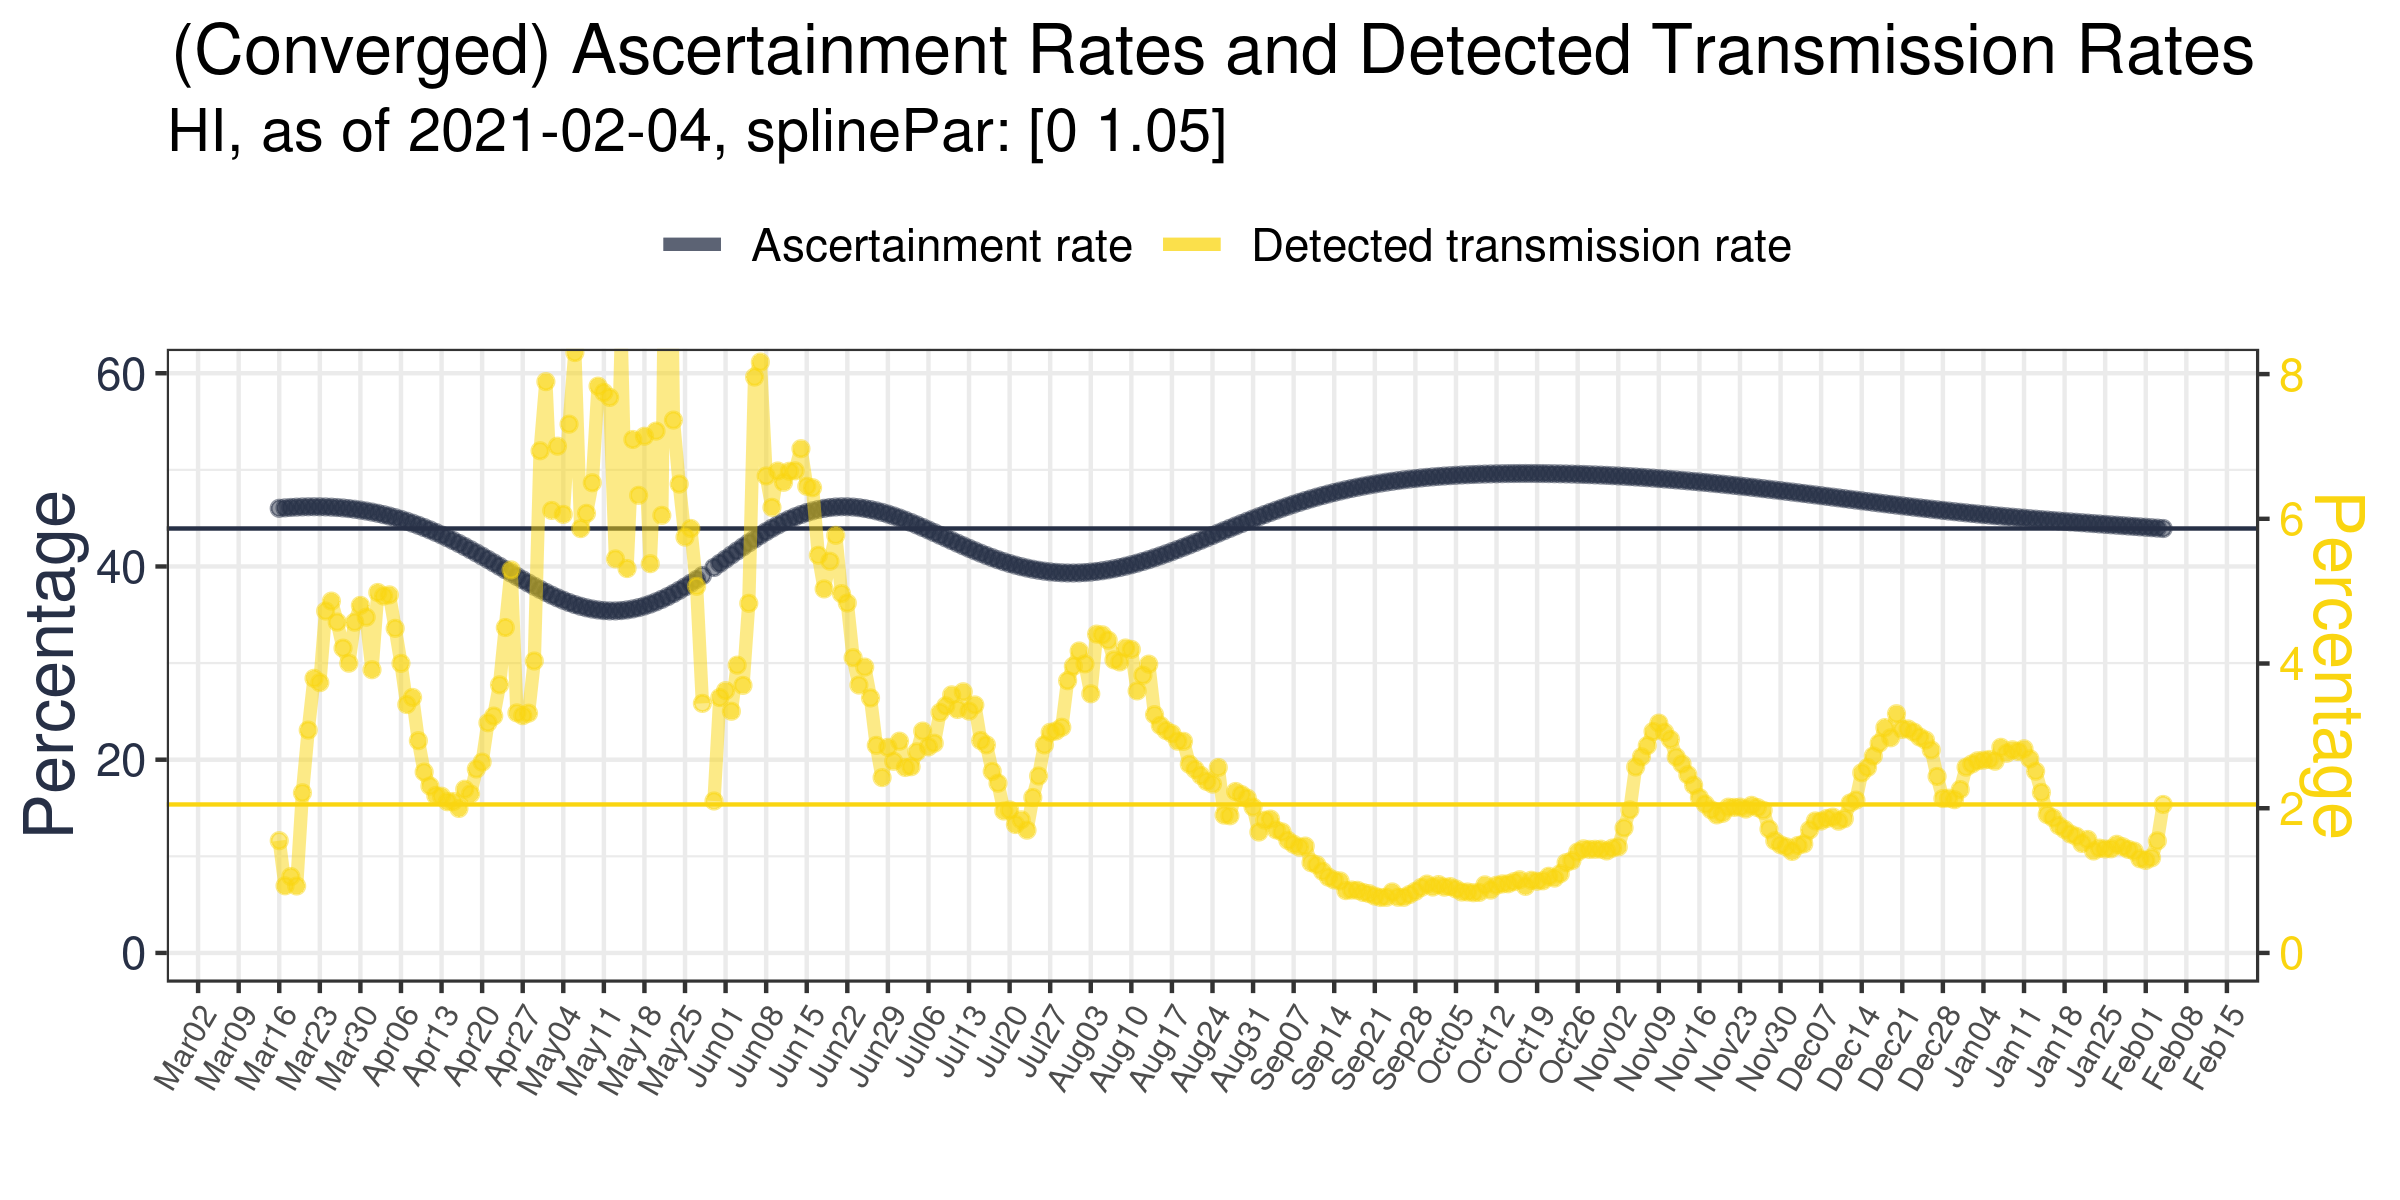 (Converged) Ascertainment Rates and Detected Transmission Rates
HI, as of 2021-02-04, splinePar: [0 1.05]
Ascertainment rate
Detected transmission rate
Percentage
60
40
20
0
8
6
4
2
0
Percentage
Mar02
Mar09
Mar16
Mar23
Mar30
Apr06
Apr13
Apr20
Apr27
May04
May11
May18
May25
Jun01
Jun08
Jun15
Jun22
Jun29
Jul06
Jul13
Jul20
Jul27
Aug03
Aug10
Aug17
Aug24
Aug31
Sep07
Sep14
Sep21
Sep28
Oct05
Oct12
Oct19
Oct26
Nov02
Nov09
Nov16
Nov23
Nov30
Dec07
Dec14
Dec21
Dec28
Jan04
Jan11
Jan18
Jan25
Feb01
Feb08
Feb15